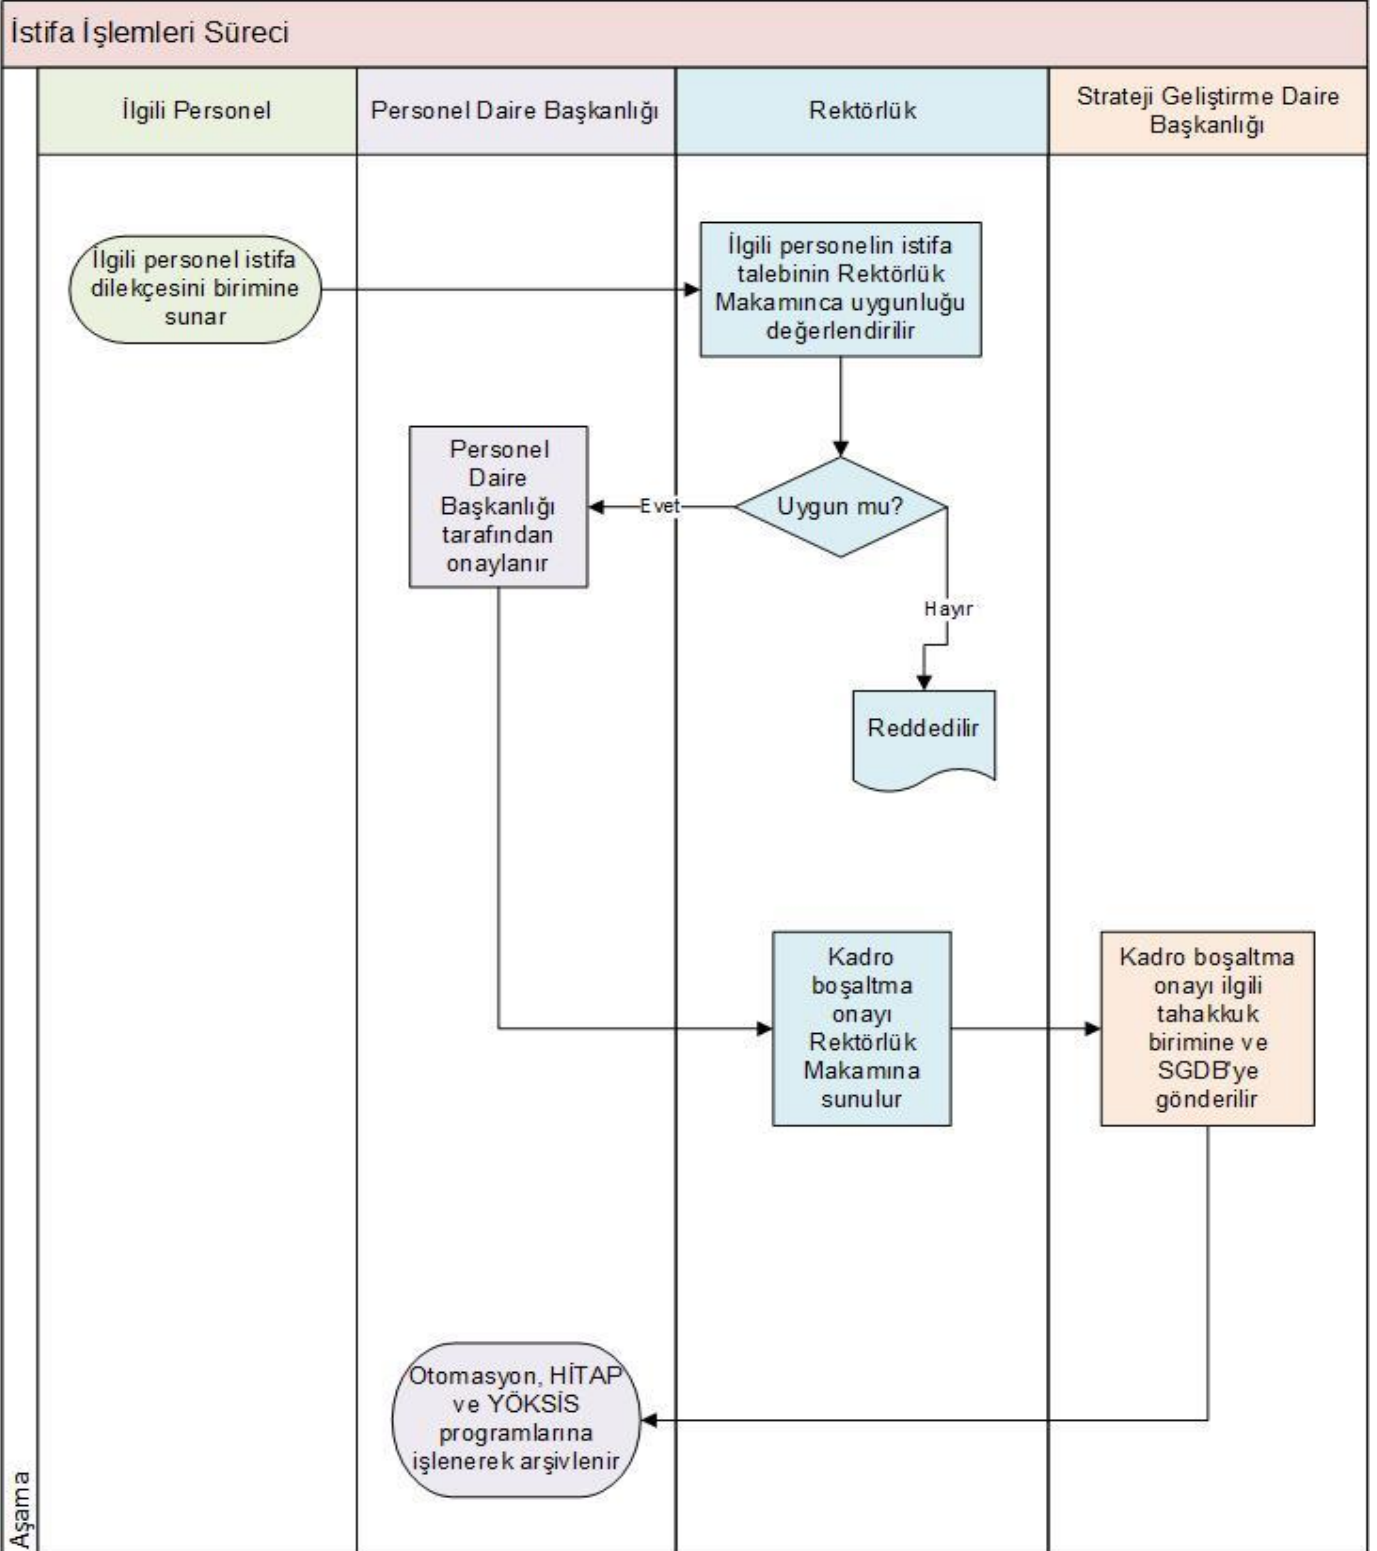 İstifa İşlemleri Süreci
İlgili Personel
Personel Daire Başkanlığı
Rektörlük
Strateji Geliştirme Daire
Başkanlığı
İlgili personel istifa
dilekçesini birimine
sunar
İlgili personelin istifa
talebinin Rektörlük
Makamınca uygunluğu
değerlendirilir
Uygun mu?
Evet
Personel
Daire
Başkanlığı
tarafından
onaylanır
Hayır
Reddedilir
Kadro
boşaltma
onayı
Rektörlük
Makamına
sunulur
Kadro boşaltma
onayı ilgili
tahakkuk
birimine ve
SGDB'ye
gönderilir
Otomasyon, HİTAP
ve YÖKSİS
programlarına
işlenerek arşivlenir
Aşama